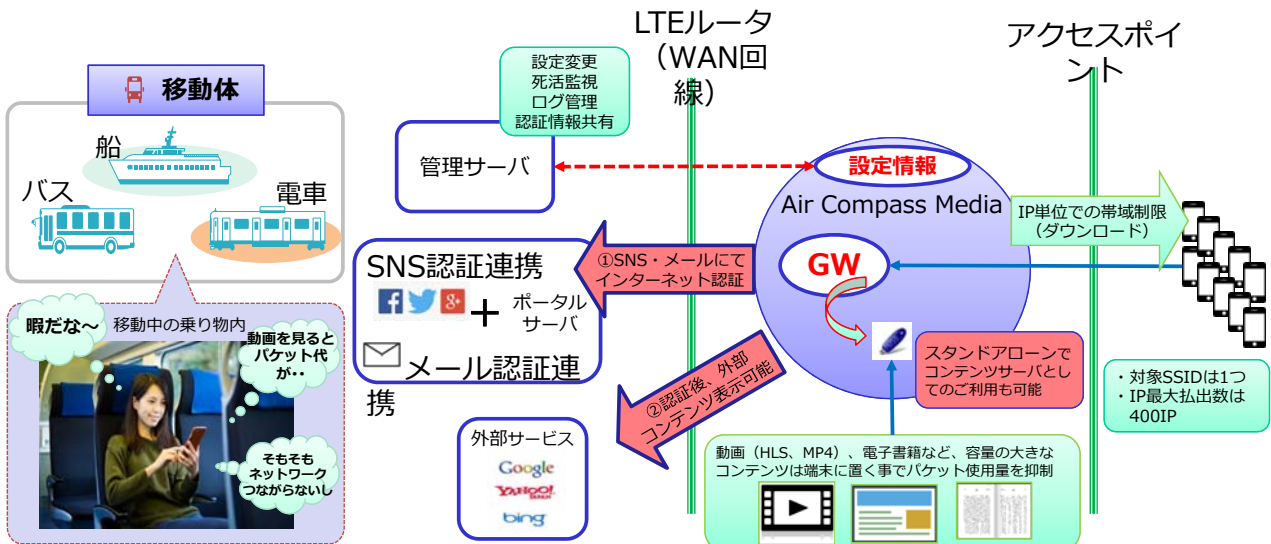 移動体
船
バス
電車
暇だな～
移動中の乗り物内
動画を見ると
パケット代
が・・
そもそも
ネットワーク
つながらないし
LTEルータ
（WAN回
線）
設定変更
死活監視
ログ管理
認証情報共有
管理サーバ
SNS認証連携
f
g+
+
ポータル
サーバ
メール認証連
携
外部サービス
Google
YAHOO!
JAPAN
bing
①SNS・メールにて
インターネット認証
②認証後、外部
コンテンツ表示可能
設定情報
Air Compass Media
GW
スタンドアローンで
コンテンツサーバとし
てのご利用も可能
動画（HLS、MP4）、電子書籍など、容量の大きな
コンテンツは端末に置く事でパケット使用量を抑制
アクセスポイ
ント
IP単位での帯域制限
（ダウンロード）
・対象SSIDは1つ
・IP最大払出数は
400IP